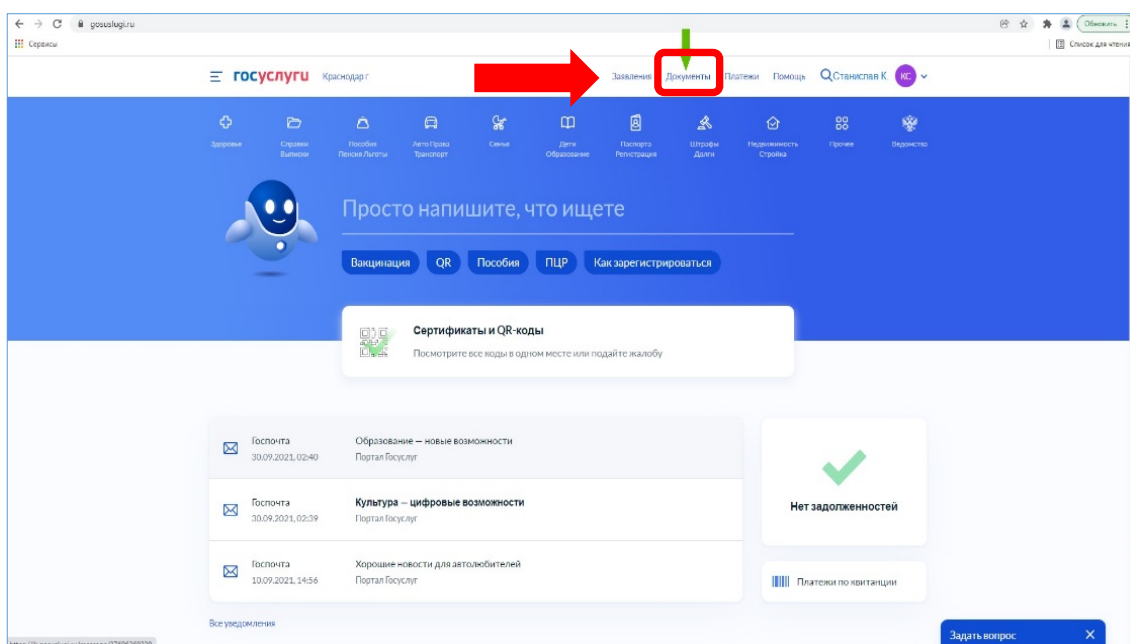 gosuslugi.ru
Обновить
Сервисы
Список для чтения
госуслуги Краснодар г Заявления Документы Платежи Помощь Станислав К. КС
Здоровье Справки Выписки Пособия Пенсия Льготы Авто Права Транспорт Семья Дети Образование Паспорта Регистрация Штрафы Долги Недвижимость Стройка Прочее Ведомство
Просто напишите, что ищете
Вакцинация QR Пособия ПЦР Как зарегистрироваться
Сертификаты и QR-коды
Посмотрите все коды в одном месте или подайте жалобу
Госпочта Образование — новые возможности
30.09.2021, 02:40 Портал Госуслуг
Госпочта Культура — цифровые возможности
30.09.2021, 02:39 Портал Госуслуг
Нет задолженностей
Госпочта Хорошие новости для автолюбителей
10.09.2021, 14:56 Портал Госуслуг
Платежи по квитанции
Все уведомления
Задать вопрос